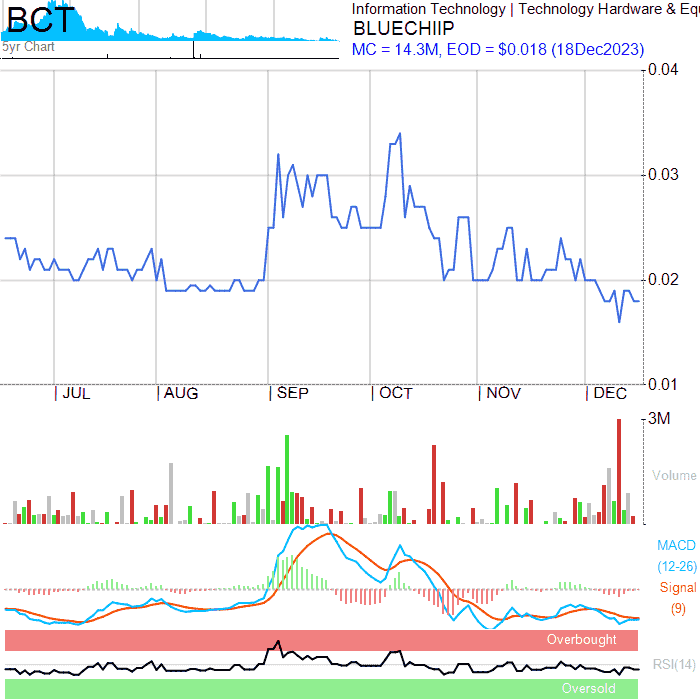 BCT
5yr Chart
Information Technology | Technology Hardware & Equ
BLUECHIIP
MC = 14.3M, EOD = $0.018 (18Dec2023)
0.04
0.03
0.02
0.01
| JUL | AUG | SEP | OCT | NOV | DEC
3M
Volume
MACD
(12-26)
Signal
(9)
Overbought
RSI(14)
Oversold